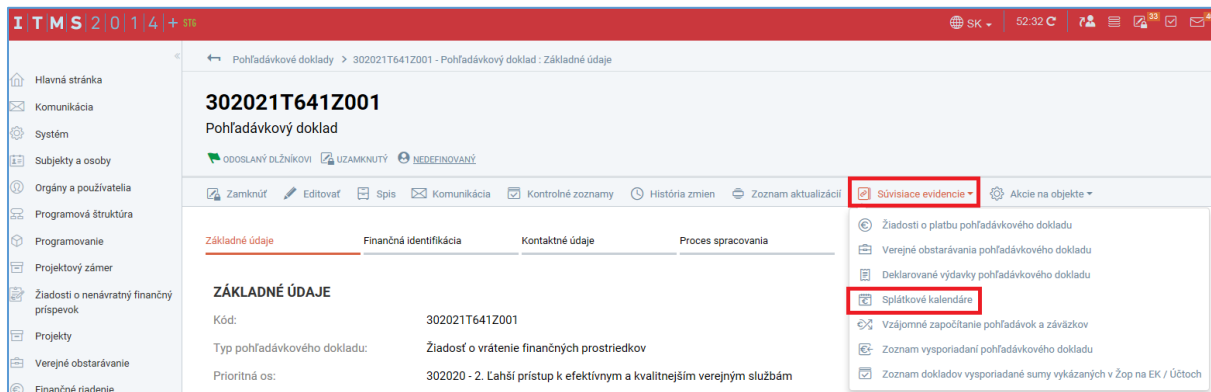 ITMS2014+ STG
SK 52:32 33 4
Pohľadávkové doklady > 302021T641Z001 - Pohľadávkový doklad : Základné údaje
Hlavná stránka
Komunikácia
Systém
Subjekty a osoby
Orgány a používatelia
Programová štruktúra
Programovanie
Projektový zámer
Žiadosti o nenávratný finančný
príspevok
Projekty
Verejné obstarávanie
Finančné riadenie
302021T641Z001
Pohľadávkový doklad
ODOSLANÝ DLŽNÍKOVI UZAMKNUTÝ NEDEFINOVANÝ
Zamknúť Editovať Spis Komunikácia Kontrolné zoznamy História zmien Zoznam aktualizácií Súvisiace evidencie Akcie na objekte
Žiadosti o platbu pohľadávkového dokladu
Verejné obstarávania pohľadávkového dokladu
Deklarované výdavky pohľadávkového dokladu
Splátkové kalendáre
Vzájomné započítanie pohľadávok a záväzkov
Zoznam vysporiadaní pohľadávkového dokladu
Zoznam dokladov vysporiadané sumy vykázaných v Žop na EK / Účtoch
Základné údaje Finančná identifikácia Kontaktné údaje Proces spracovania
ZÁKLADNÉ ÚDAJE
Kód: 302021T641Z001
Typ pohľadávkového dokladu: Žiadosť o vrátenie finančných prostriedkov
Prioritná os: 302020 - 2. Ľahší prístup k efektívnym a kvalitnejším verejným službám